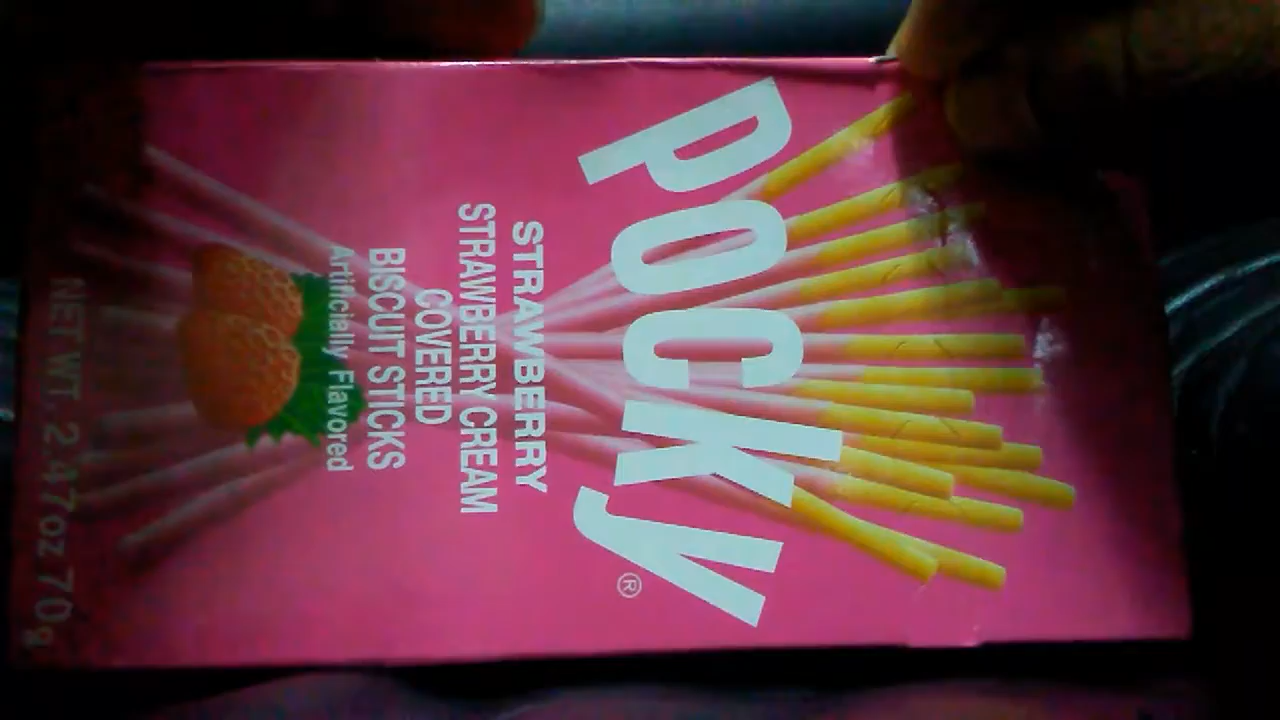 Pocky®
STRAWBERRY
STRAWBERRY CREAM
COVERED
BISCUIT STICKS
Artificially Flavored
NET WT. 2.47oz 70g